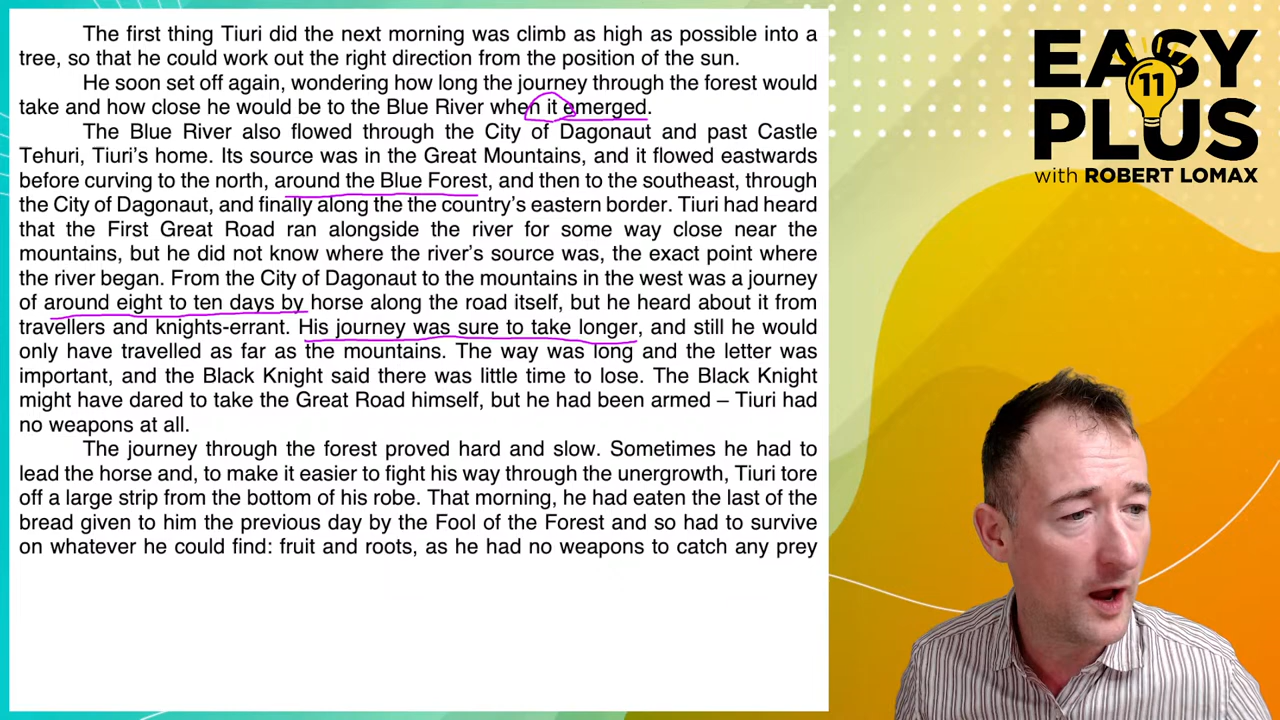 The first thing Tiuri did the next morning was climb as high as possible into a
tree, so that he could work out the right direction from the position of the sun.
He soon set off again, wondering how long the journey through the forest would
take and how close he would be to the Blue River when it emerged.
The Blue River also flowed through the City of Dagonaut and past Castle
Tehuri, Tiuri’s home. Its source was in the Great Mountains, and it flowed eastwards
before curving to the north, around the Blue Forest, and then to the southeast, through
the City of Dagonaut, and finally along the the country’s eastern border. Tiuri had heard
that the First Great Road ran alongside the river for some way close near the
mountains, but he did not know where the river’s source was, the exact point where
the river began. From the City of Dagonaut to the mountains in the west was a journey
of around eight to ten days by horse along the road itself, but he heard about it from
travellers and knights-errant. His journey was sure to take longer, and still he would
only have travelled as far as the mountains. The way was long and the letter was
important, and the Black Knight said there was little time to lose. The Black Knight
might have dared to take the Great Road himself, but he had been armed – Tiuri had
no weapons at all.
The journey through the forest proved hard and slow. Sometimes he had to
lead the horse and, to make it easier to fight his way through the unergrowth, Tiuri tore
off a large strip from the bottom of his robe. That morning, he had eaten the last of the
bread given to him the previous day by the Fool of the Forest and so had to survive
on whatever he could find: fruit and roots, as he had no weapons to catch any prey
EASY
11
PLUS
with ROBERT LOMAX